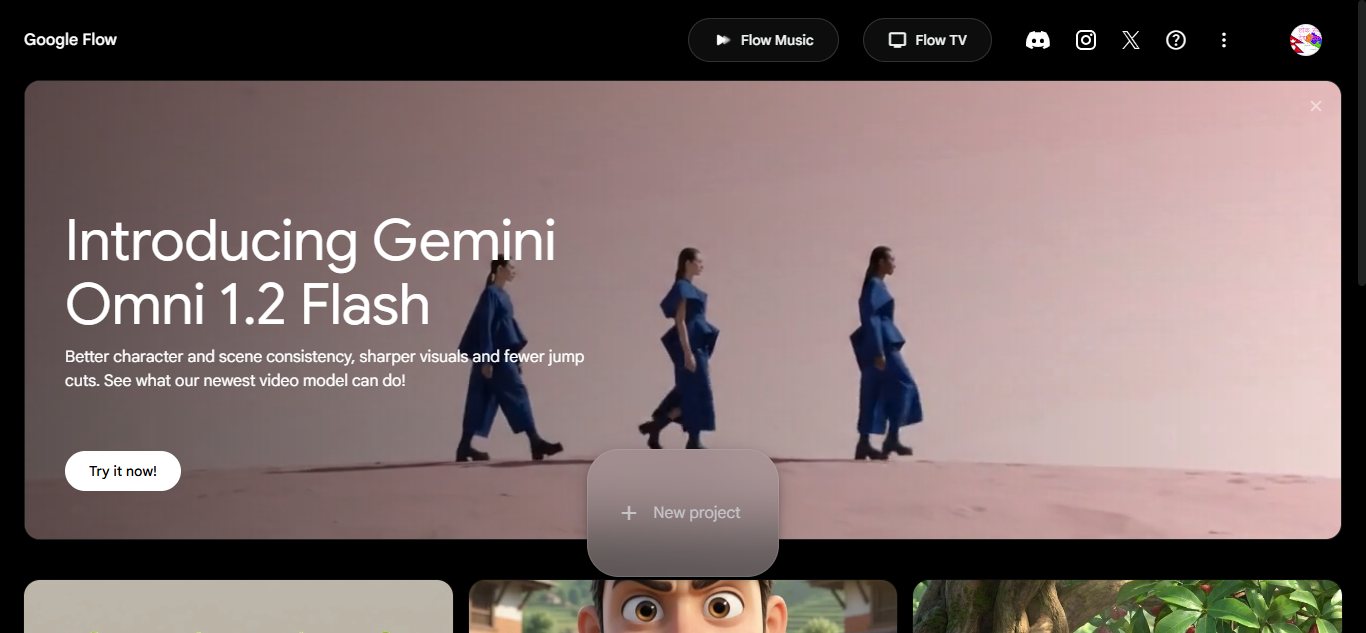 Google Flow
Flow Music
Flow TV
Introducing Gemini
Omni 1.2 Flash
Better character and scene consistency, sharper visuals and fewer jump
cuts. See what our newest video model can do!
Try it now!
New project